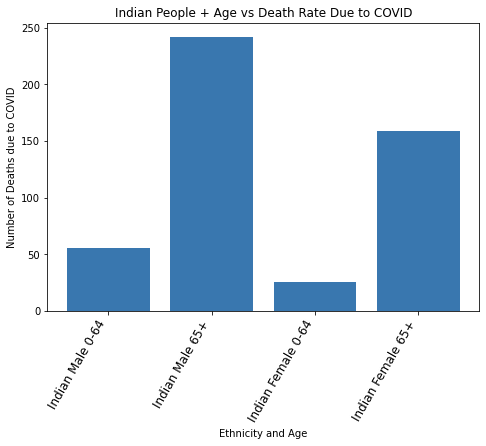 Indian People + Age vs Death Rate Due to COVID
Number of Deaths due to COVID
250
200
150
100
50
0
Indian Male 0-64
Indian Male 65+
Indian Female 0-64
Indian Female 65+
Ethnicity and Age